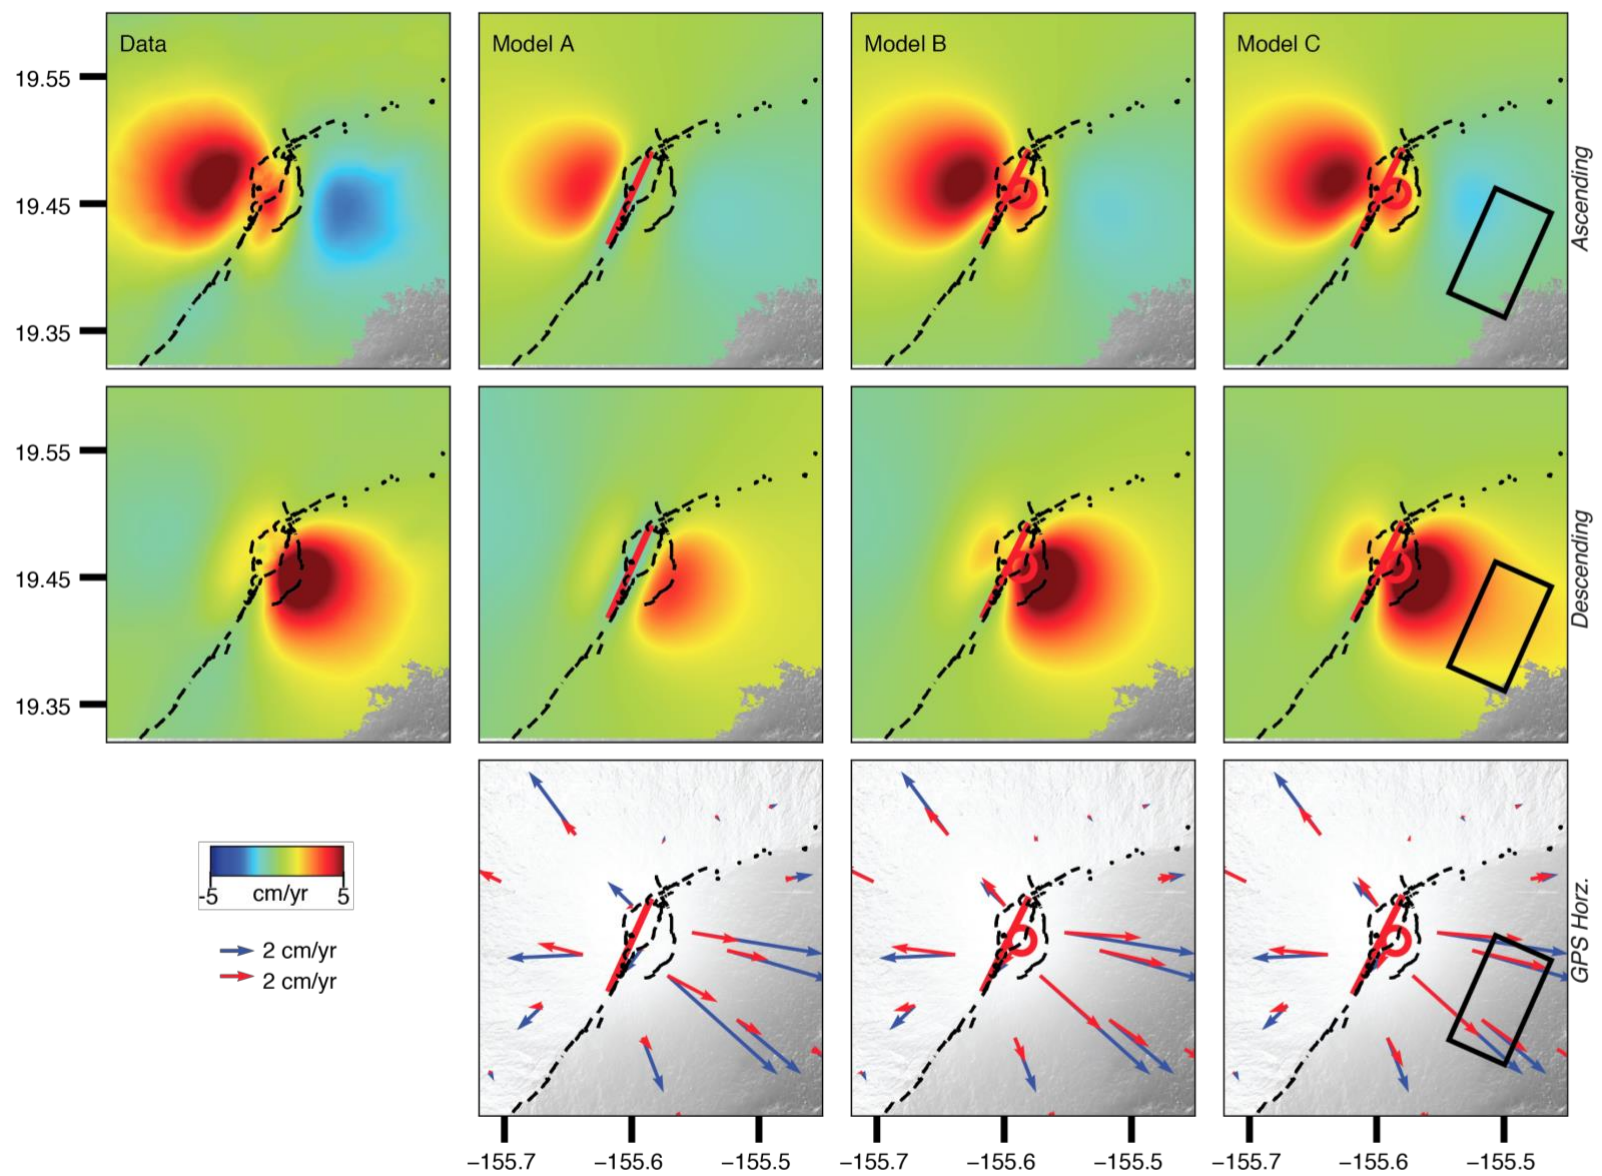 Data
Model A
Model B
Model C
19.55
19.45
19.35
Ascending
19.55
19.45
19.35
Descending
-5
cm/yr
5
2 cm/yr
2 cm/yr
GPS Horz.
−155.7
−155.6
−155.5
−155.7
−155.6
−155.5
−155.7
−155.6
−155.5